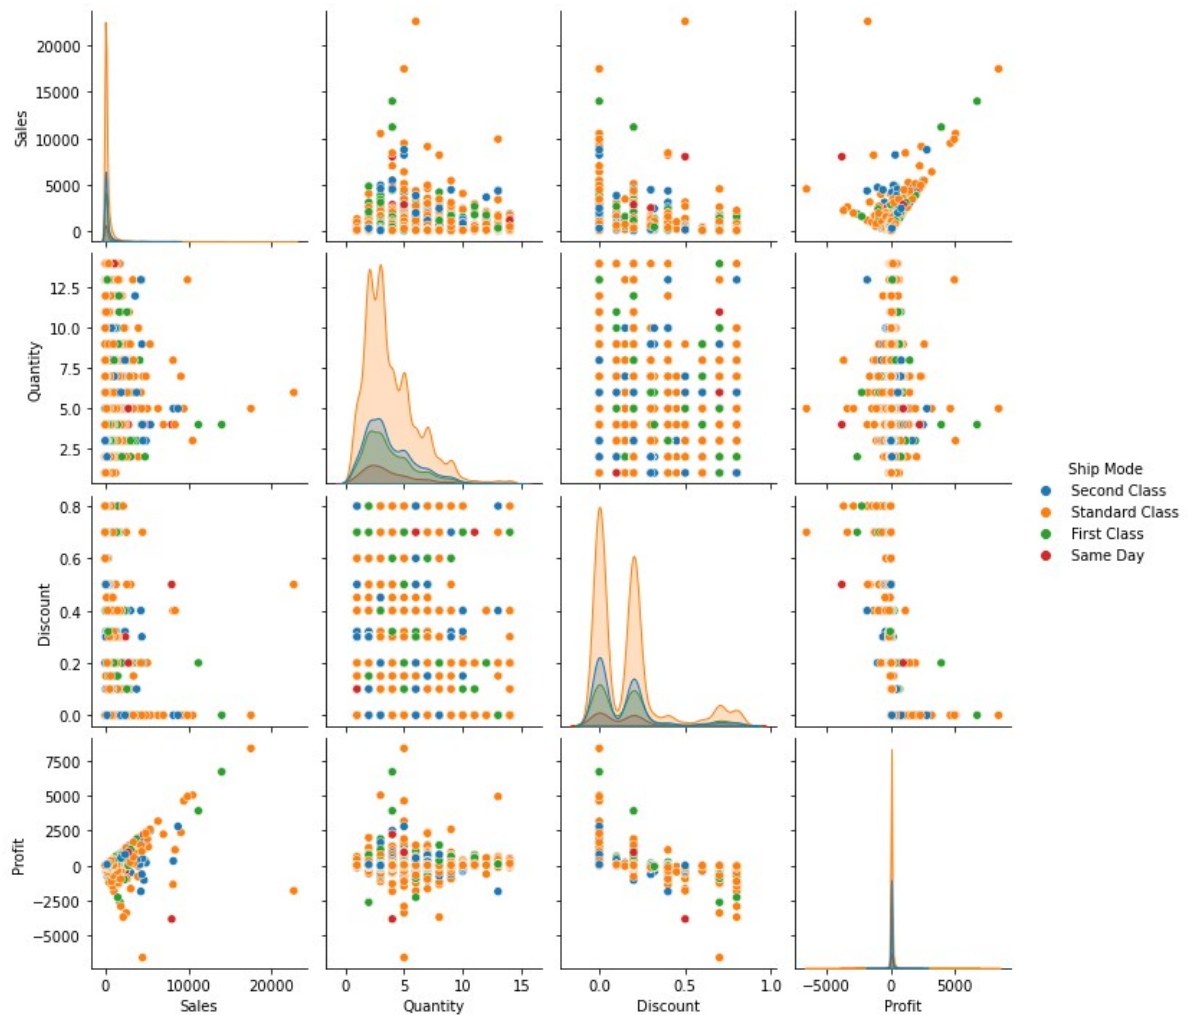 20000
15000
10000
5000
0
Sales
12.5
10.0
7.5
5.0
2.5
Quantity
0.8
0.6
0.4
0.2
0.0
Discount
7500
5000
2500
0
−2500
−5000
Profit
0 10000 20000
Sales
0 5 10 15
Quantity
0.0 0.5 1.0
Discount
−5000 0 5000
Profit
Ship Mode
Second Class
Standard Class
First Class
Same Day